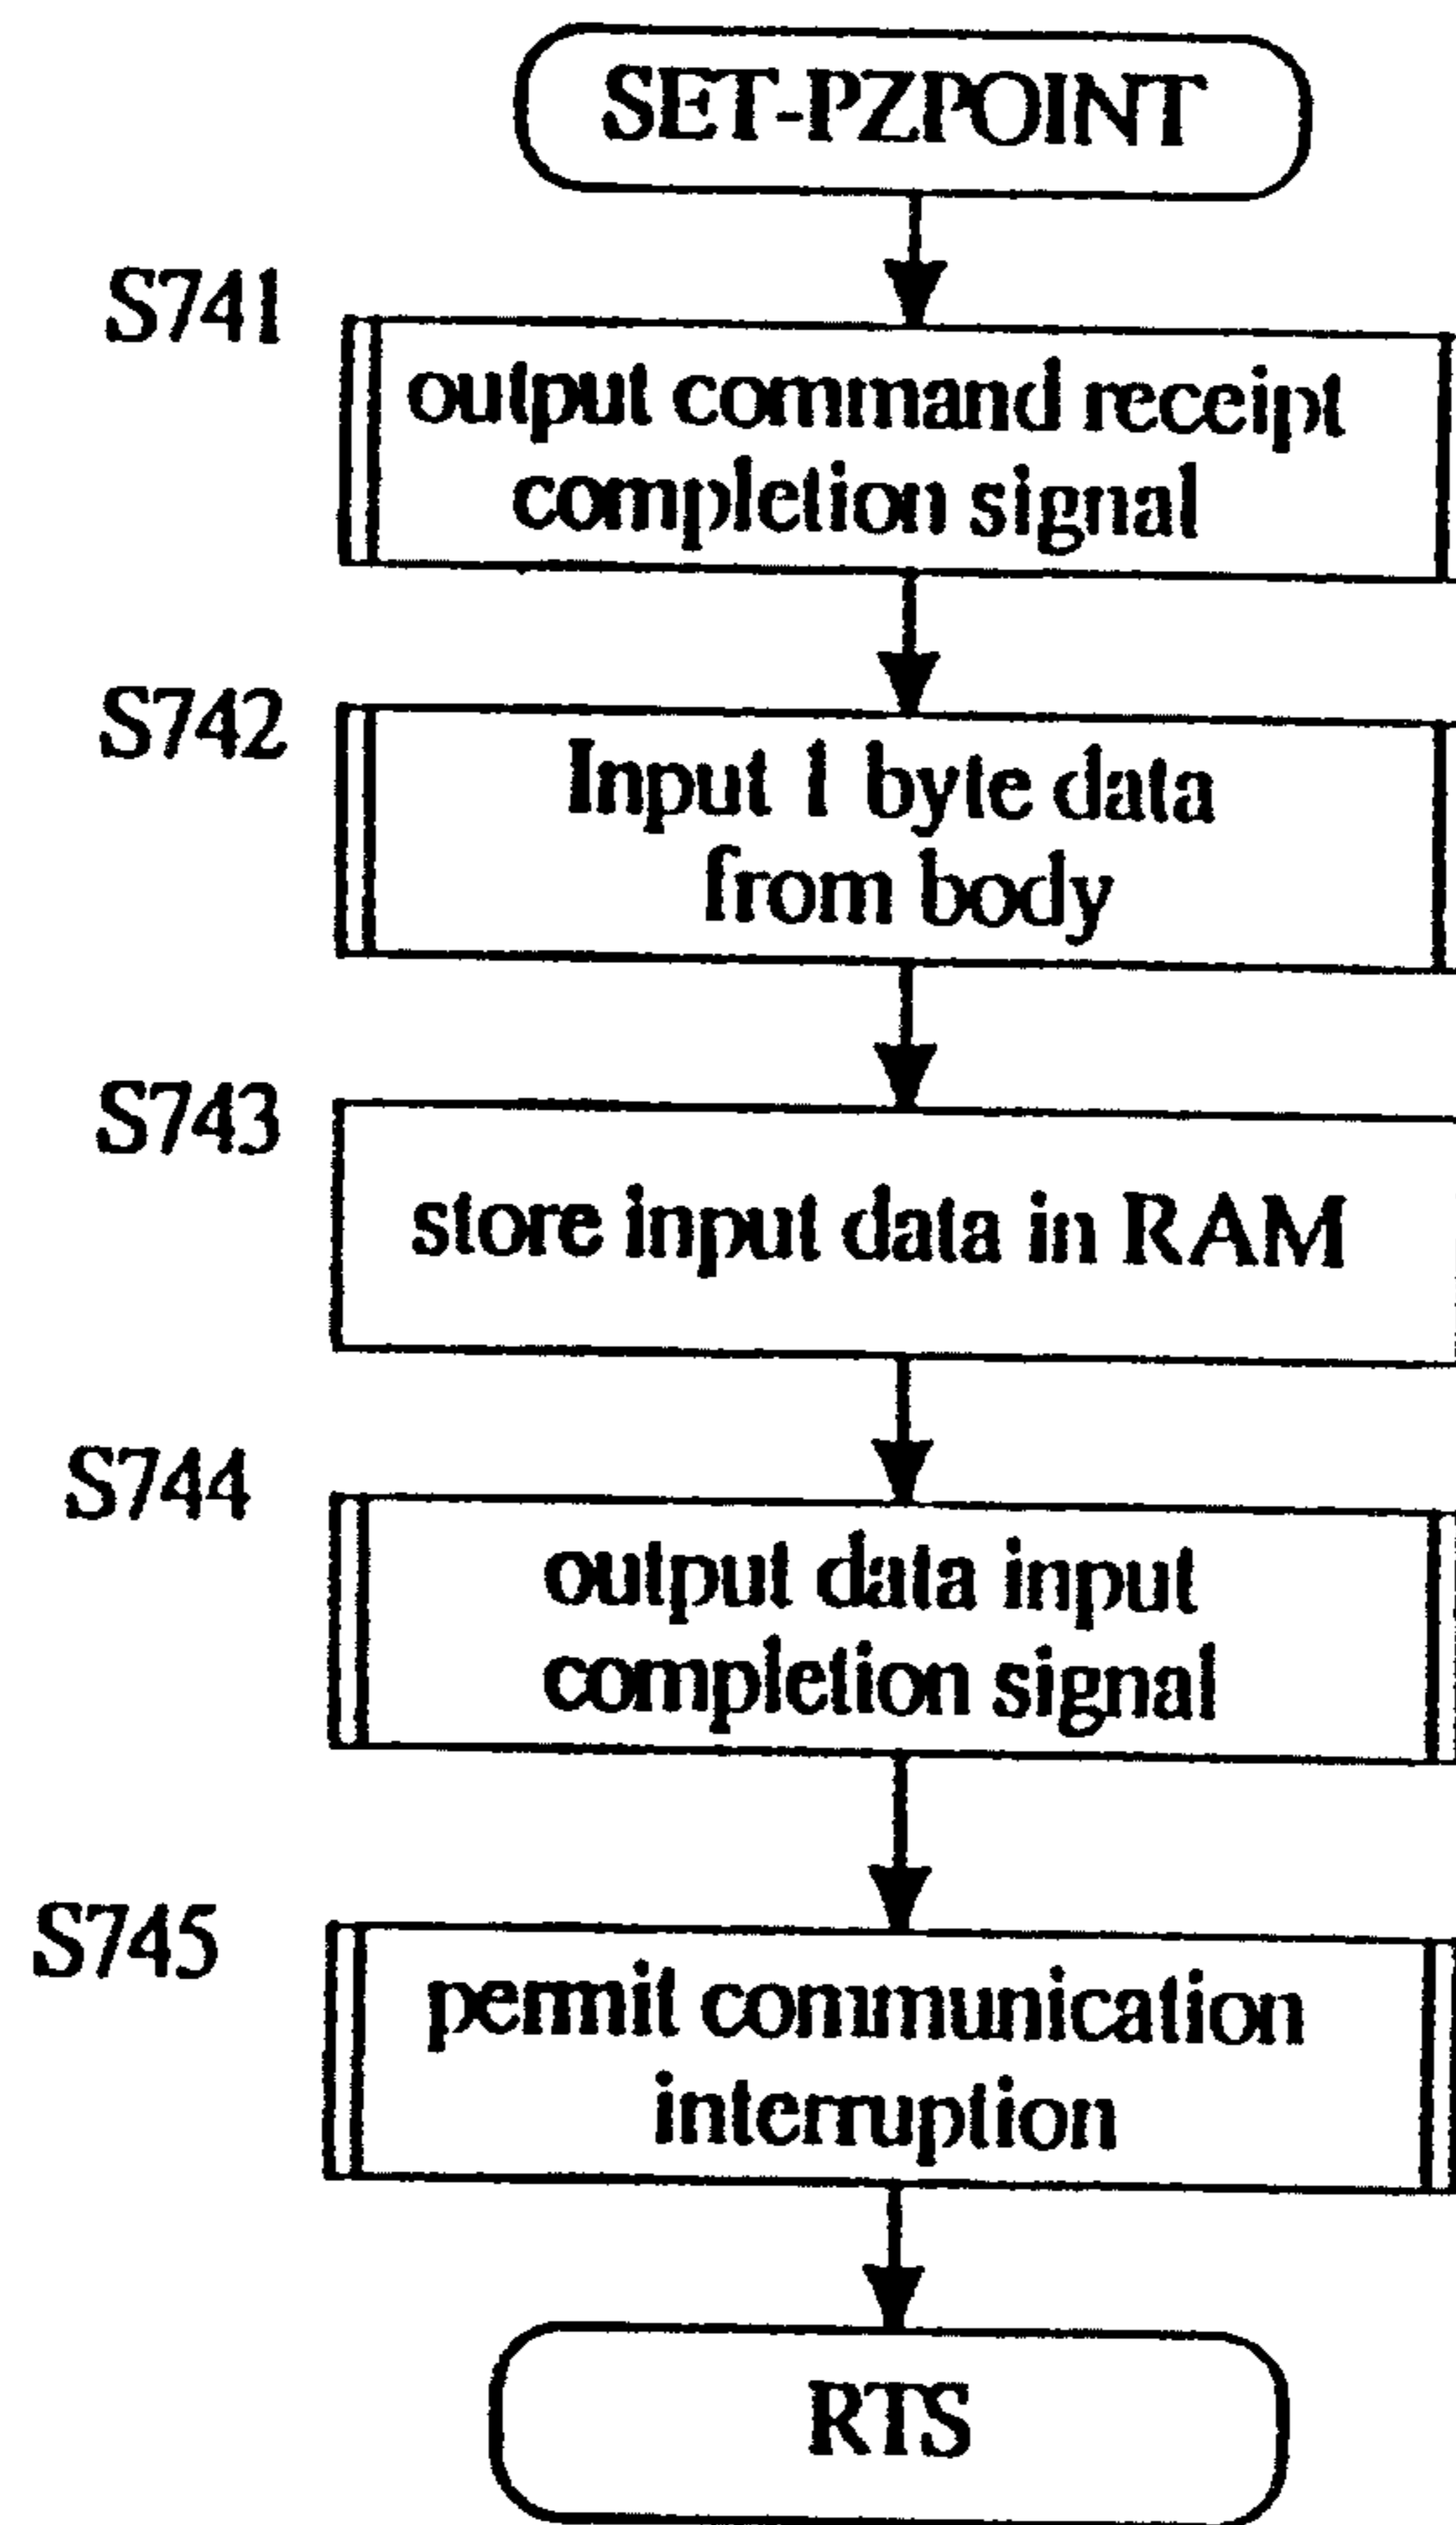 SET-PZPOINT
S741
output command receipt
completion signal
S742
Input 1 byte data
from body
S743
store input data in RAM
S744
output data input
completion signal
S745
permit communication
interruption
RTS